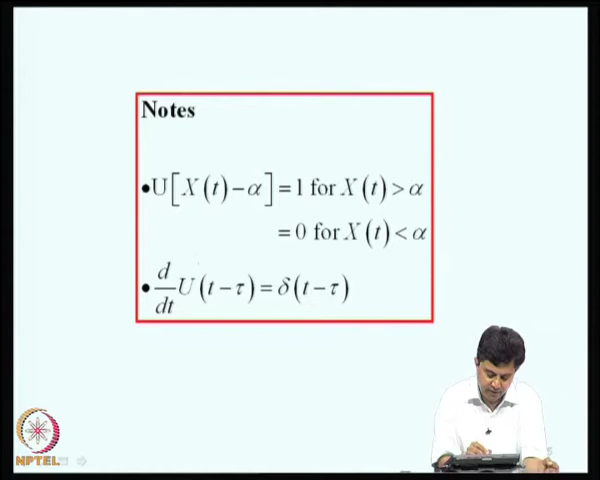 Notes
•U[X(t)−α] = 1 for X(t) > α
= 0 for X(t) < α
•d/dt U(t−τ) = δ(t−τ)
NPTEL